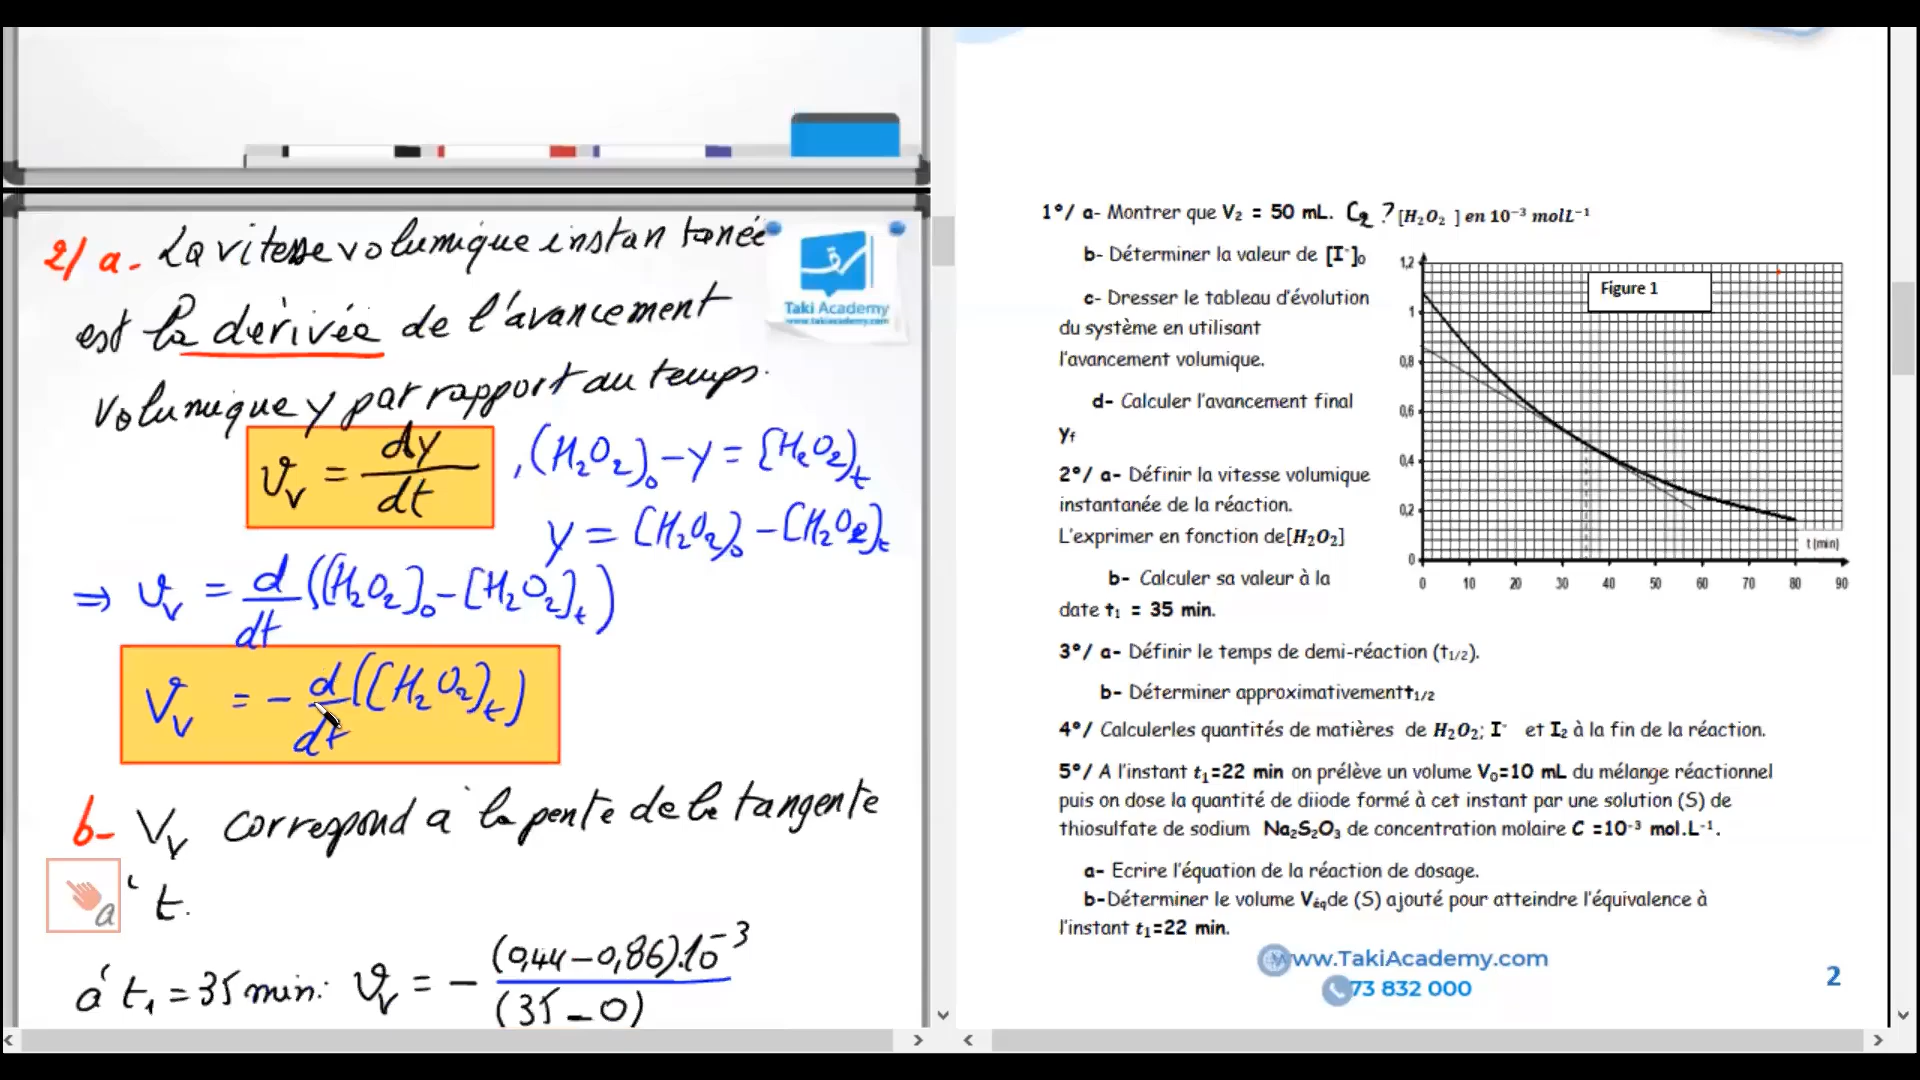 2/ a- La vitesse volumique instantanée
est la dérivée de l'avancement
volumique y par rapport au temps.
Vv = dy/dt , [H2O2]0 - y = [H2O2]t
y = [H2O2]0 - [H2O2]t
⇒ Vv = d/dt ([H2O2]0 - [H2O2]t)
Vv = - d/dt ([H2O2]t)
b- Vv correspond à la pente de la tangente
à t.
à t1 = 35 min: Vv = - (0,44 - 0,86).10⁻³ / (35 - 0)
Taki Academy
www.takiacademy.com
a
1°/ a- Montrer que V₂ = 50 mL. C2 ?
b- Déterminer la valeur de [I⁻]₀
c- Dresser le tableau d'évolution
du système en utilisant
l'avancement volumique.
d- Calculer l'avancement final
yf
2°/ a- Définir la vitesse volumique
instantanée de la réaction.
L'exprimer en fonction de[H₂O₂]
b- Calculer sa valeur à la
date t₁ = 35 min.
[H₂O₂ ] en 10⁻³ molL⁻¹
Figure 1
1,2
1
0,8
0,6
0,4
0,2
0
t (min)
0 10 20 30 40 50 60 70 80 90
3°/ a- Définir le temps de demi-réaction (t₁/₂).
b- Déterminer approximativementt₁/₂
4°/ Calculerles quantités de matières de H₂O₂; I⁻ et I₂ à la fin de la réaction.
5°/ A l'instant t₁=22 min on prélève un volume V₀=10 mL du mélange réactionnel
puis on dose la quantité de diiode formé à cet instant par une solution (S) de
thiosulfate de sodium Na₂S₂O₃ de concentration molaire C =10⁻³ mol.L⁻¹.
a- Ecrire l'équation de la réaction de dosage.
b-Déterminer le volume Véqde (S) ajouté pour atteindre l'équivalence à
l'instant t₁=22 min.
www.TakiAcademy.com
73 832 000
2